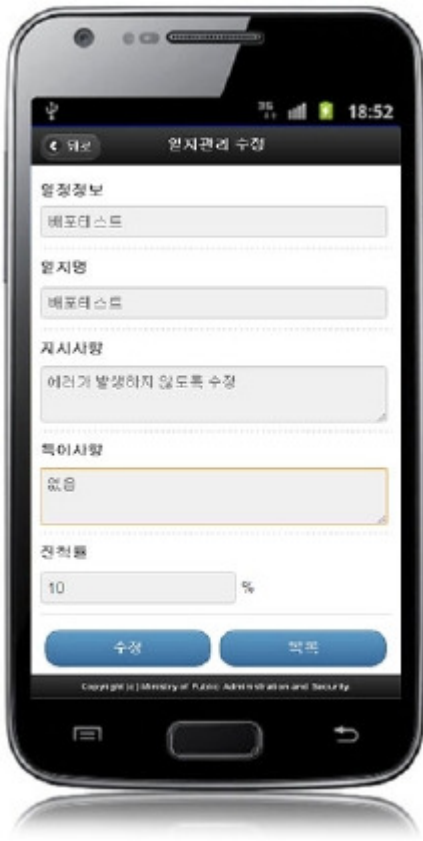 3G
18:52
뒤로
일지관리 수정
일정정보
배포테스트
일지명
배포테스트
지시사항
에러가 발생하지 않도록 수정
특이사항
없음
진척률
10 %
수정 목록
Copyright (c) Ministry of Public Administration and Security.